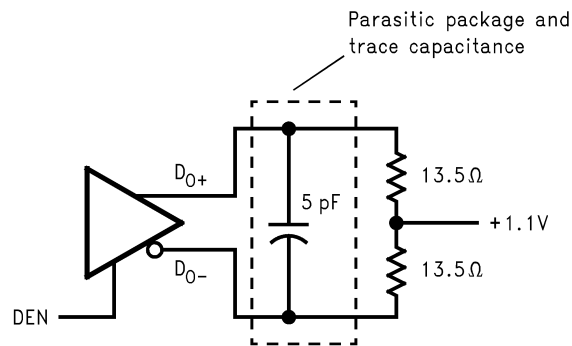 Parasitic package and
trace capacitance
DO+
5 pF
13.5Ω
+1.1V
13.5Ω
DO−
DEN